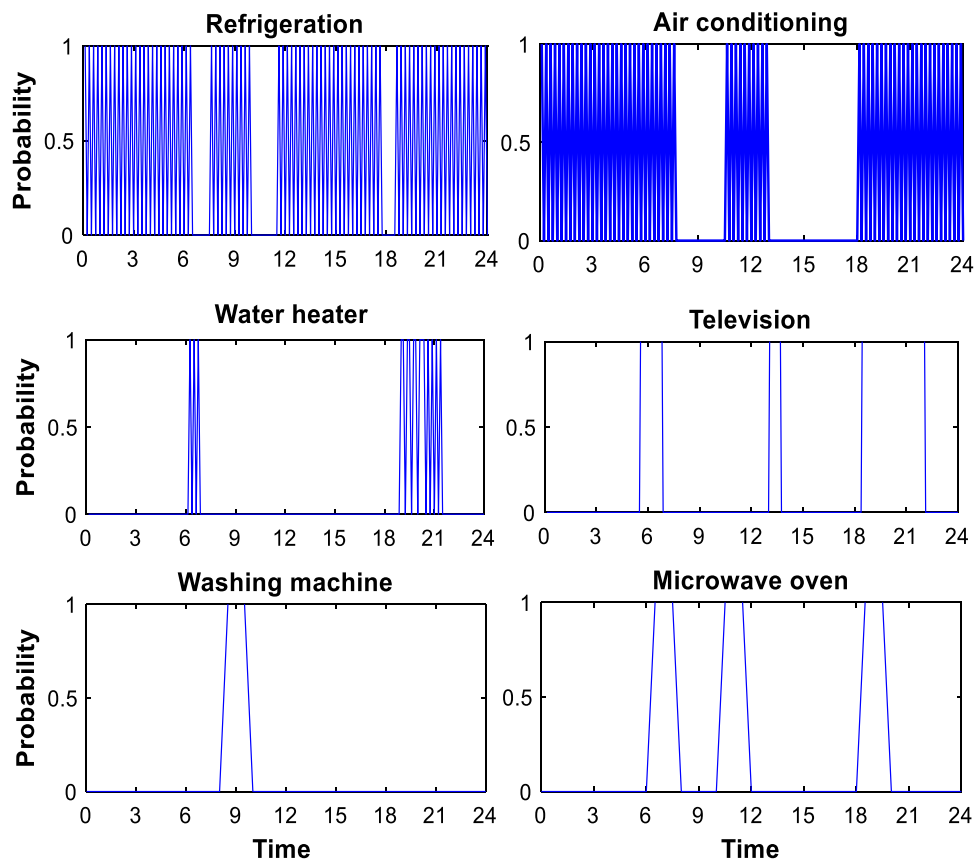 Refrigeration
Air conditioning
Probability
1
0.5
0
0 3 6 9 12 15 18 21 24
1
0.5
0
0 3 6 9 12 15 18 21 24
Water heater
Television
Probability
1
0.5
0
0 3 6 9 12 15 18 21 24
1
0.5
0
0 3 6 9 12 15 18 21 24
Washing machine
Microwave oven
Probability
1
0.5
0
0 3 6 9 12 15 18 21 24
Time
1
0.5
0
0 3 6 9 12 15 18 21 24
Time